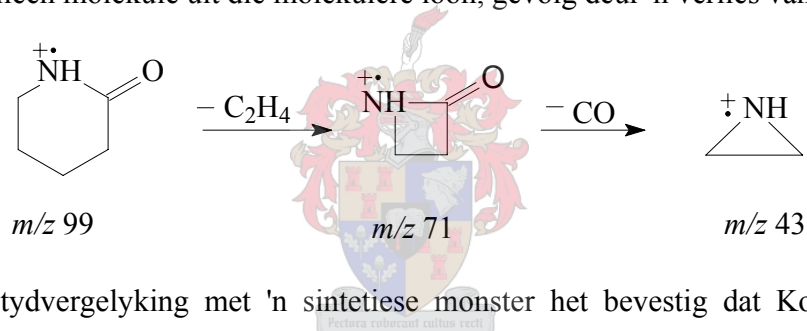 molekule uit die molekulêre ioon, gevolg deur 'n verlies van
+•
NH
O
– C₂H₄
+•
NH
O
– CO
+•
NH
m/z 99
m/z 71
m/z 43
tydvergelyking met 'n sintetiese monster het bevestig dat Ko
Pectora roborant cultus recti